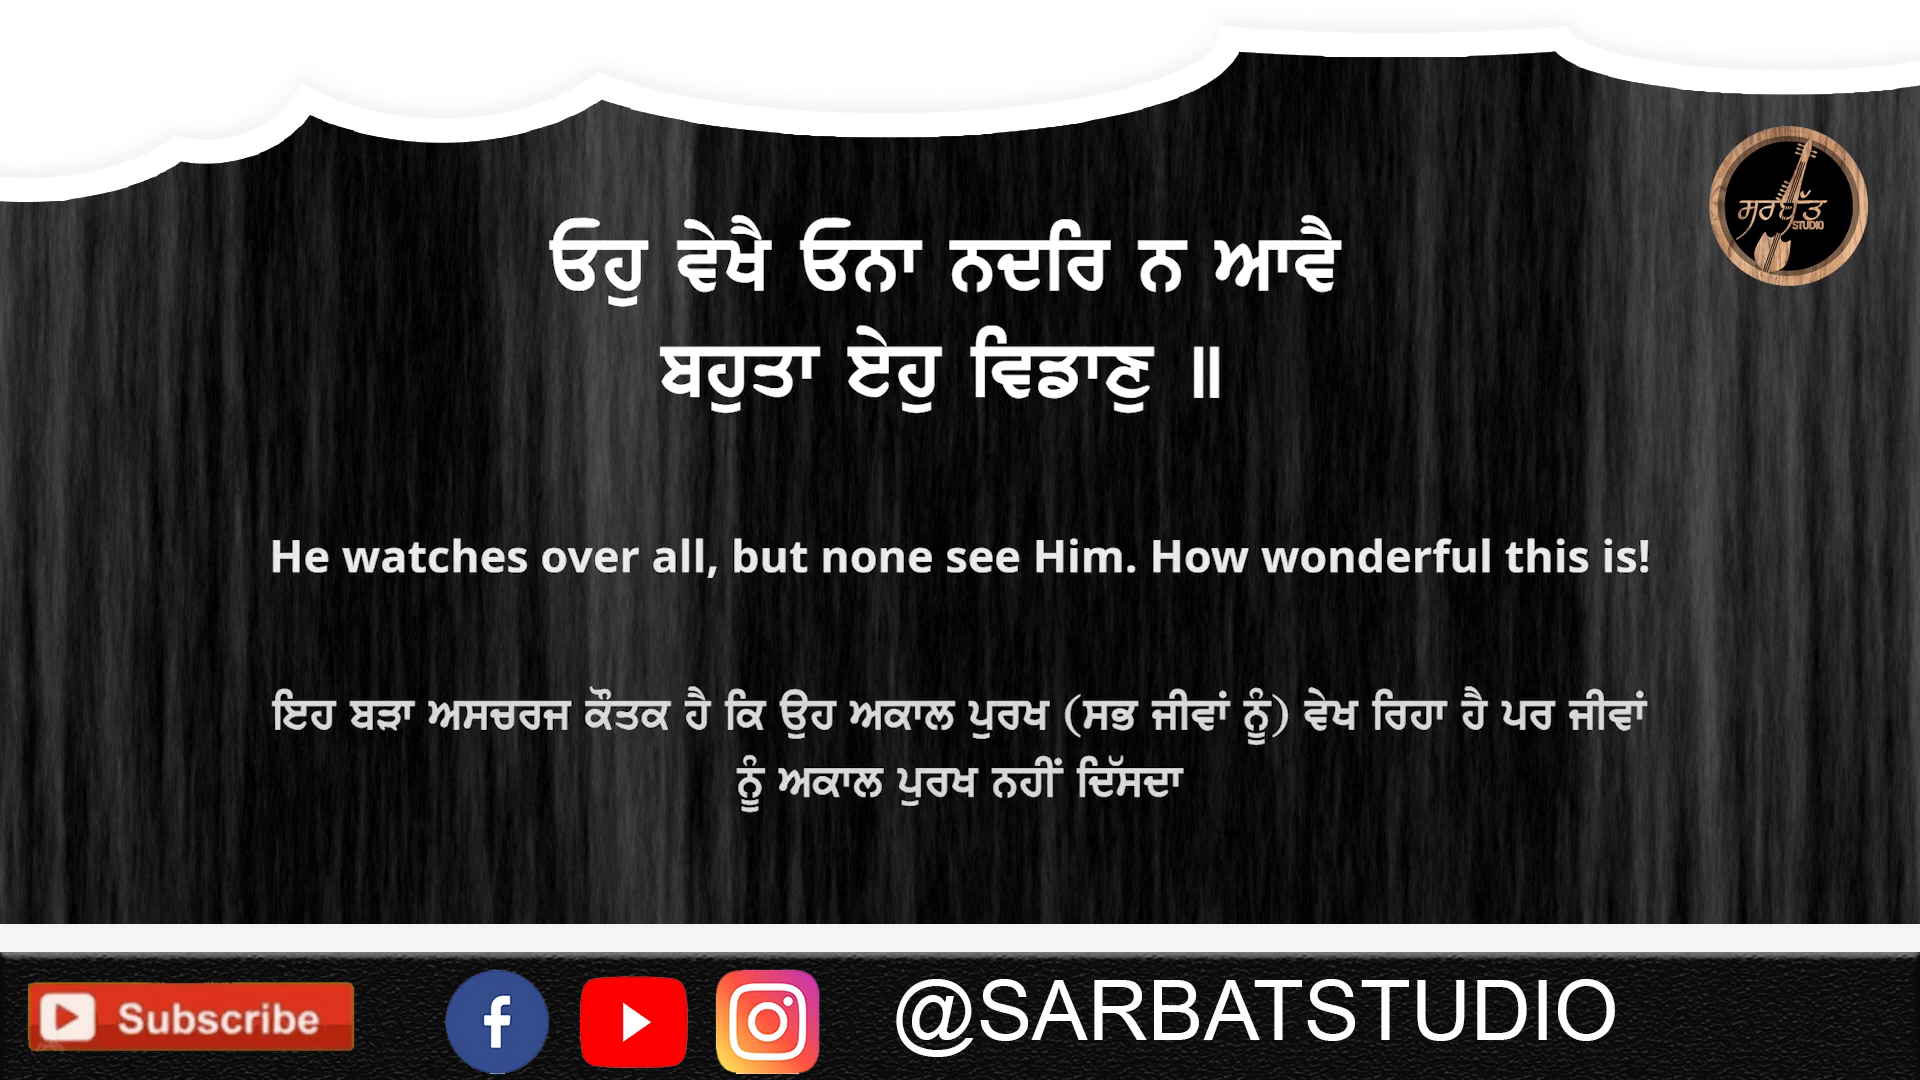 ਸਰਬੱਤ
STUDIO
ਓਹੁ ਵੇਖੈ ਓਨਾ ਨਦਰਿ ਨ ਆਵੈ
ਬਹੁਤਾ ਏਹੁ ਵਿਡਾਣੁ ॥
He watches over all, but none see Him. How wonderful this is!
ਇਹ ਬੜਾ ਅਸਚਰਜ ਕੌਤਕ ਹੈ ਕਿ ਉਹ ਅਕਾਲ ਪੁਰਖ (ਸਭ ਜੀਵਾਂ ਨੂੰ) ਵੇਖ ਰਿਹਾ ਹੈ ਪਰ ਜੀਵਾਂ
ਨੂੰ ਅਕਾਲ ਪੁਰਖ ਨਹੀਂ ਦਿੱਸਦਾ
Subscribe
@SARBATSTUDIO